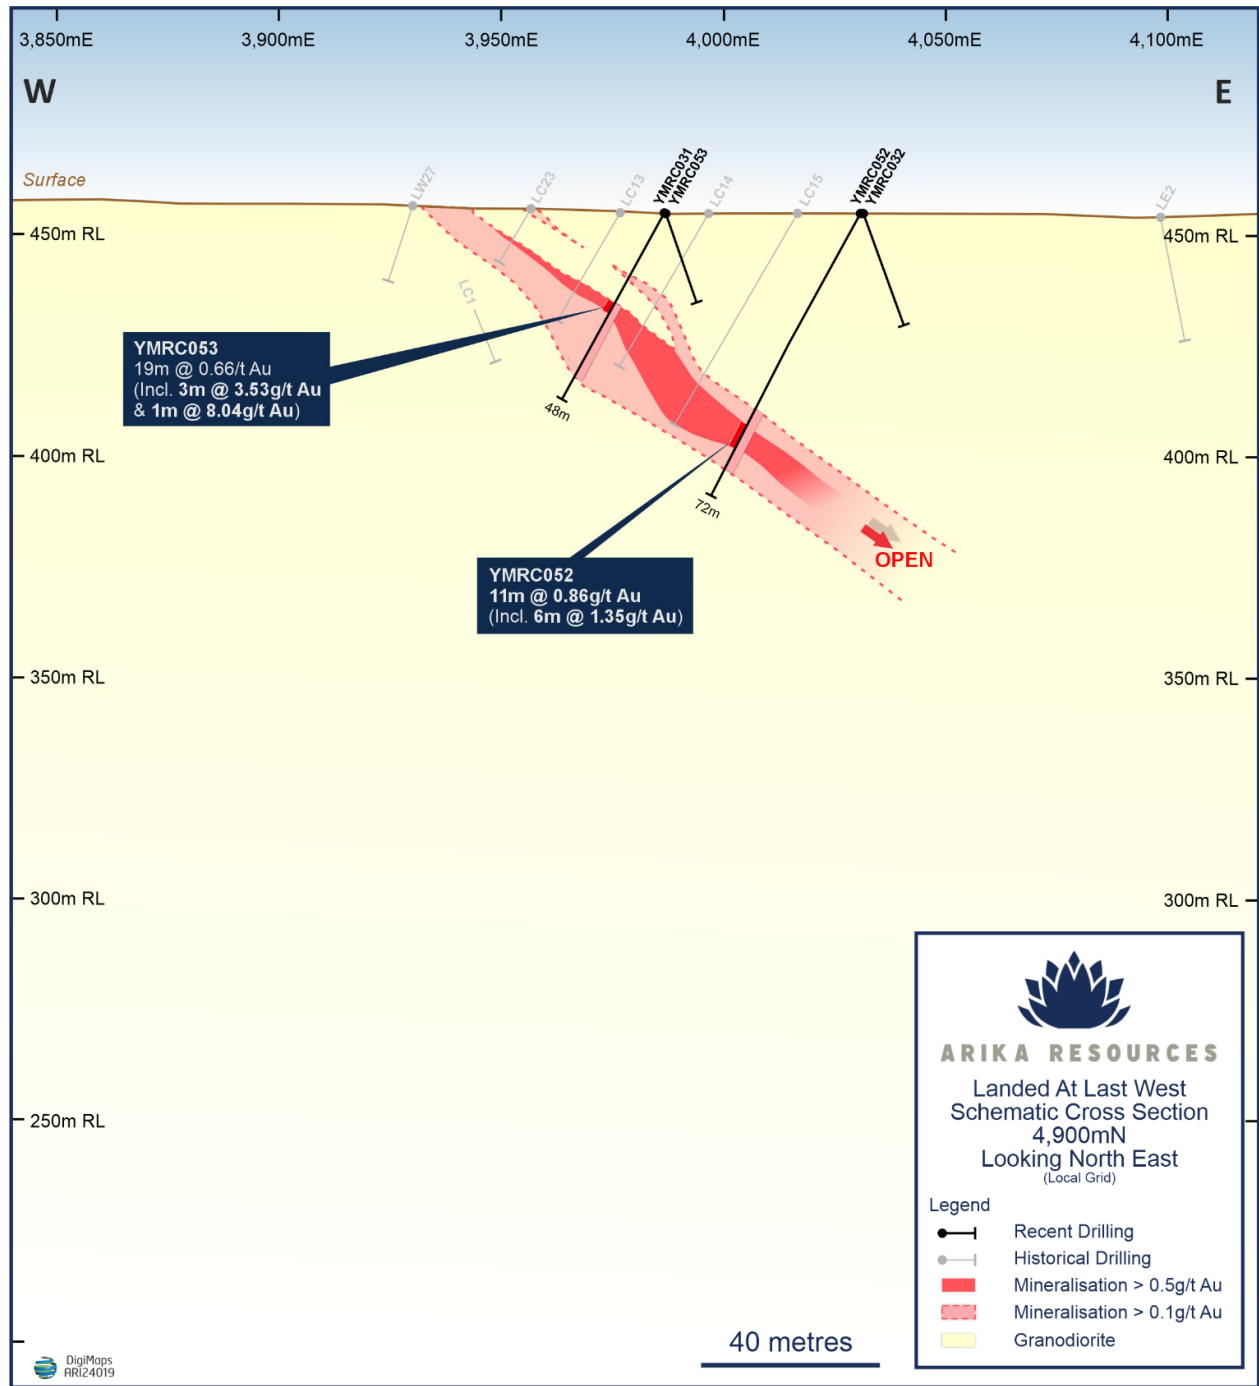 3,850mE
3,900mE
3,950mE
4,000mE
4,050mE
4,100mE
W
E
Surface
LW27
LC23
LC13
YMRC031
YMRC053
LC14
LC15
YMRC052
YMRC032
LE2
450m RL
450m RL
LC1
YMRC053
19m @ 0.66/t Au
(Incl. 3m @ 3.53g/t Au
& 1m @ 8.04g/t Au)
48m
400m RL
400m RL
72m
OPEN
YMRC052
11m @ 0.86g/t Au
(Incl. 6m @ 1.35g/t Au)
350m RL
350m RL
300m RL
300m RL
250m RL
ARIKA RESOURCES
Landed At Last West
Schematic Cross Section
4,900mN
Looking North East
(Local Grid)
Legend
Recent Drilling
Historical Drilling
Mineralisation > 0.5g/t Au
Mineralisation > 0.1g/t Au
Granodiorite
40 metres
DigiMaps
ARI24019